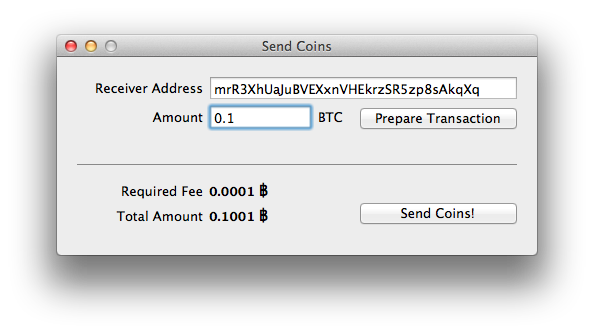 Send Coins
Receiver Address mrR3XhUaJuBVEXxnVHEkrzSR5zp8sAkqXq
Amount 0.1 BTC Prepare Transaction
Required Fee 0.0001 ฿
Total Amount 0.1001 ฿ Send Coins!